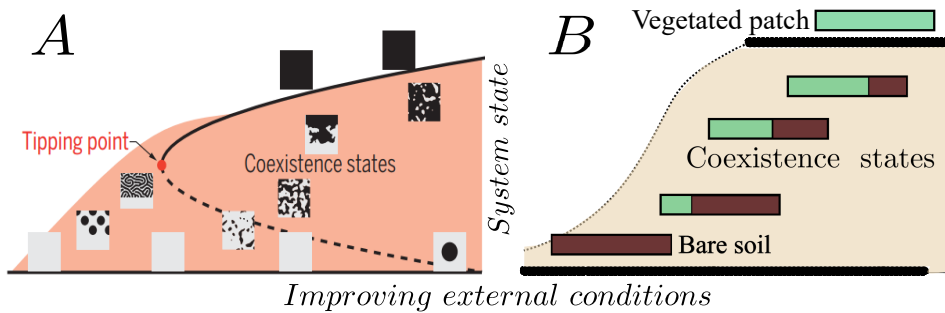 A
Tipping point
Coexistence states
System state
B
Vegetated patch
Coexistence states
Bare soil
Improving external conditions